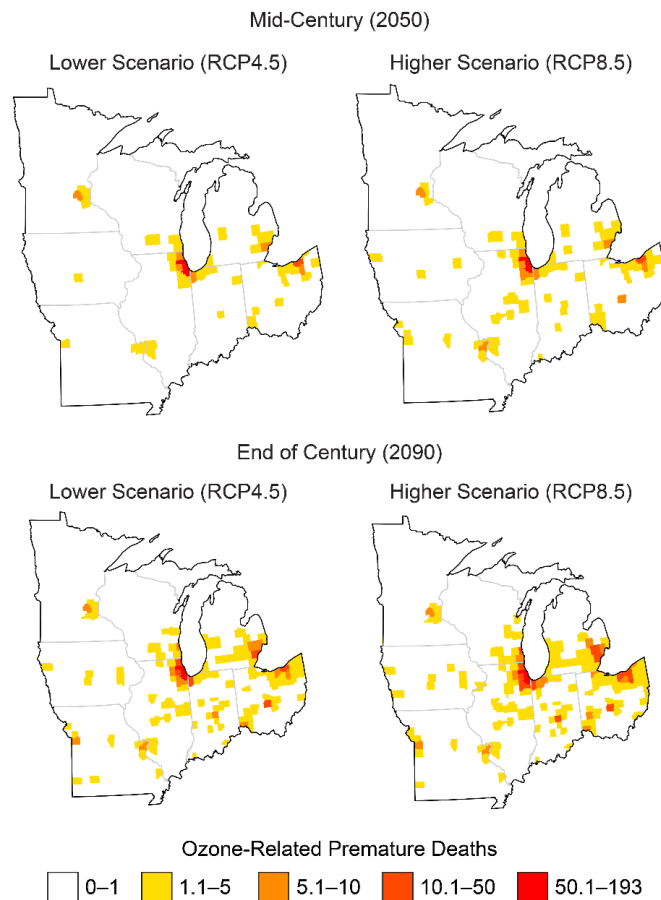 Mid-Century (2050)
Lower Scenario (RCP4.5)
Higher Scenario (RCP8.5)
End of Century (2090)
Lower Scenario (RCP4.5)
Higher Scenario (RCP8.5)
Ozone-Related Premature Deaths
0–1
1.1–5
5.1–10
10.1–50
50.1–193